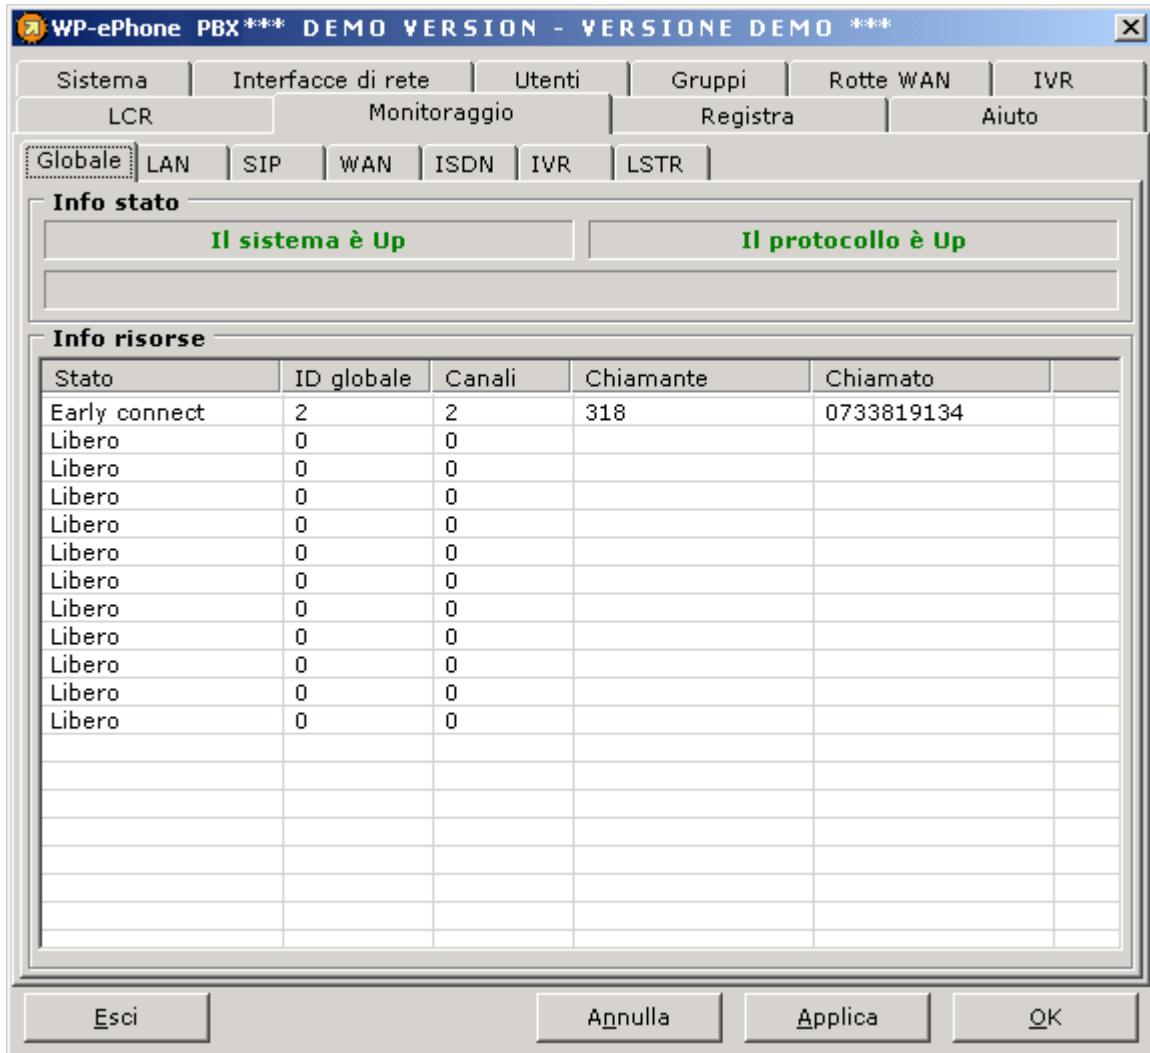 WP-ePhone PBX*** DEMO VERSION - VERSIONE DEMO ***
Sistema Interfacce di rete Utenti Gruppi Rotte WAN IVR
LCR Monitoraggio Registra Aiuto
Globale LAN SIP WAN ISDN IVR LSTR
Info stato
Il sistema è Up Il protocollo è Up
Info risorse
Stato ID globale Canali Chiamante Chiamato
Early connect 2 2 318 0733819134
Libero 0 0
Libero 0 0
Libero 0 0
Libero 0 0
Libero 0 0
Libero 0 0
Libero 0 0
Libero 0 0
Libero 0 0
Libero 0 0
Libero 0 0
Esci Annulla Applica OK